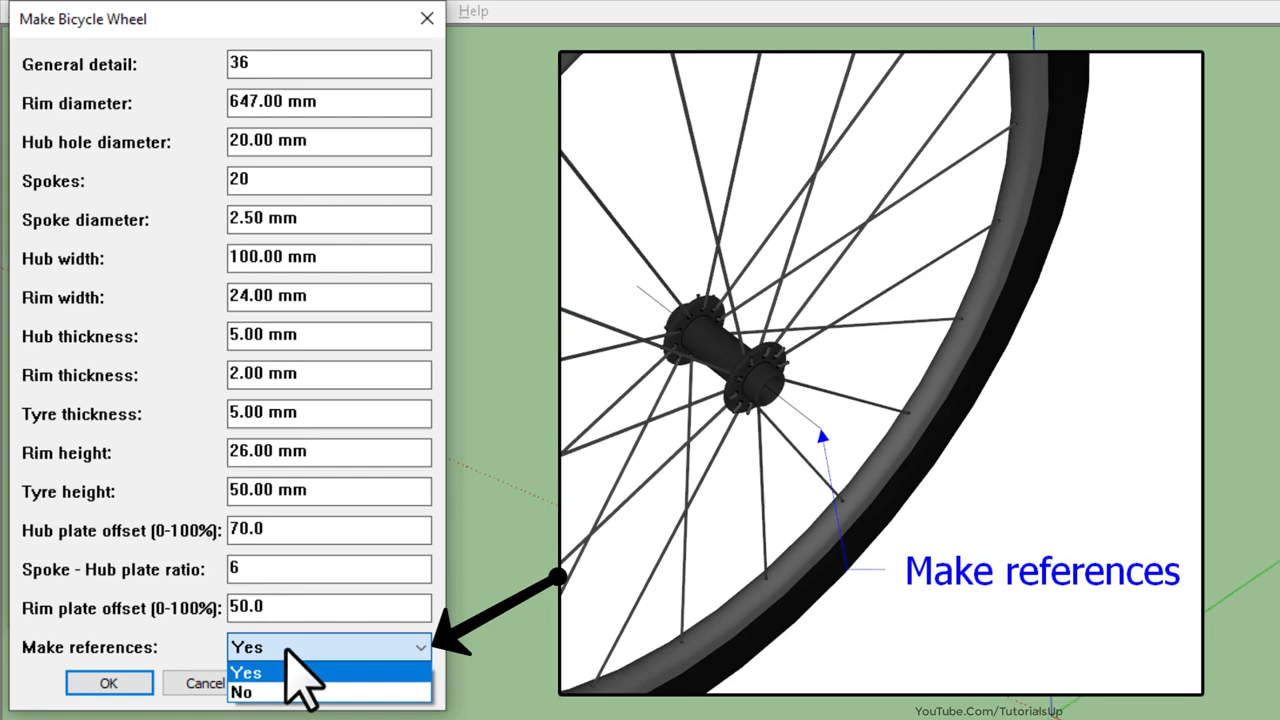 Make Bicycle Wheel
Help
General detail: 36
Rim diameter: 647.00 mm
Hub hole diameter: 20.00 mm
Spokes: 20
Spoke diameter: 2.50 mm
Hub width: 100.00 mm
Rim width: 24.00 mm
Hub thickness: 5.00 mm
Rim thickness: 2.00 mm
Tyre thickness: 5.00 mm
Rim height: 26.00 mm
Tyre height: 50.00 mm
Hub plate offset (0-100%): 70.0
Spoke - Hub plate ratio: 6
Rim plate offset (0-100%): 50.0
Make references: Yes
Yes
No
OK
Cancel
Make references
YouTube.Com/TutorialsUp